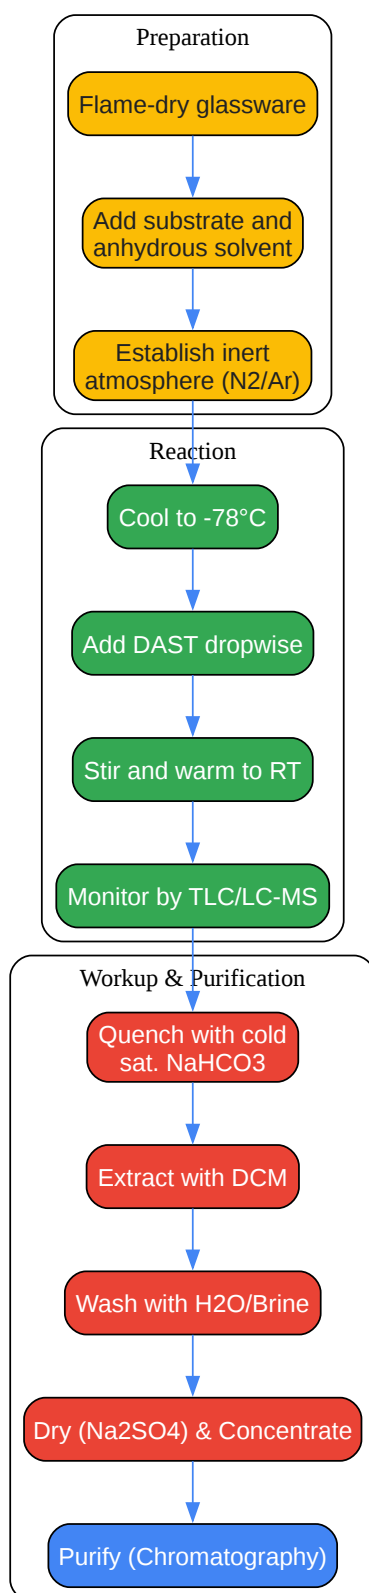 Preparation
Flame-dry glassware
Add substrate and
anhydrous solvent
Establish inert
atmosphere (N2/Ar)
Reaction
Cool to -78°C
Add DAST dropwise
Stir and warm to RT
Monitor by TLC/LC-MS
Workup & Purification
Quench with cold
sat. NaHCO3
Extract with DCM
Wash with H2O/Brine
Dry (Na2SO4) & Concentrate
Purify (Chromatography)